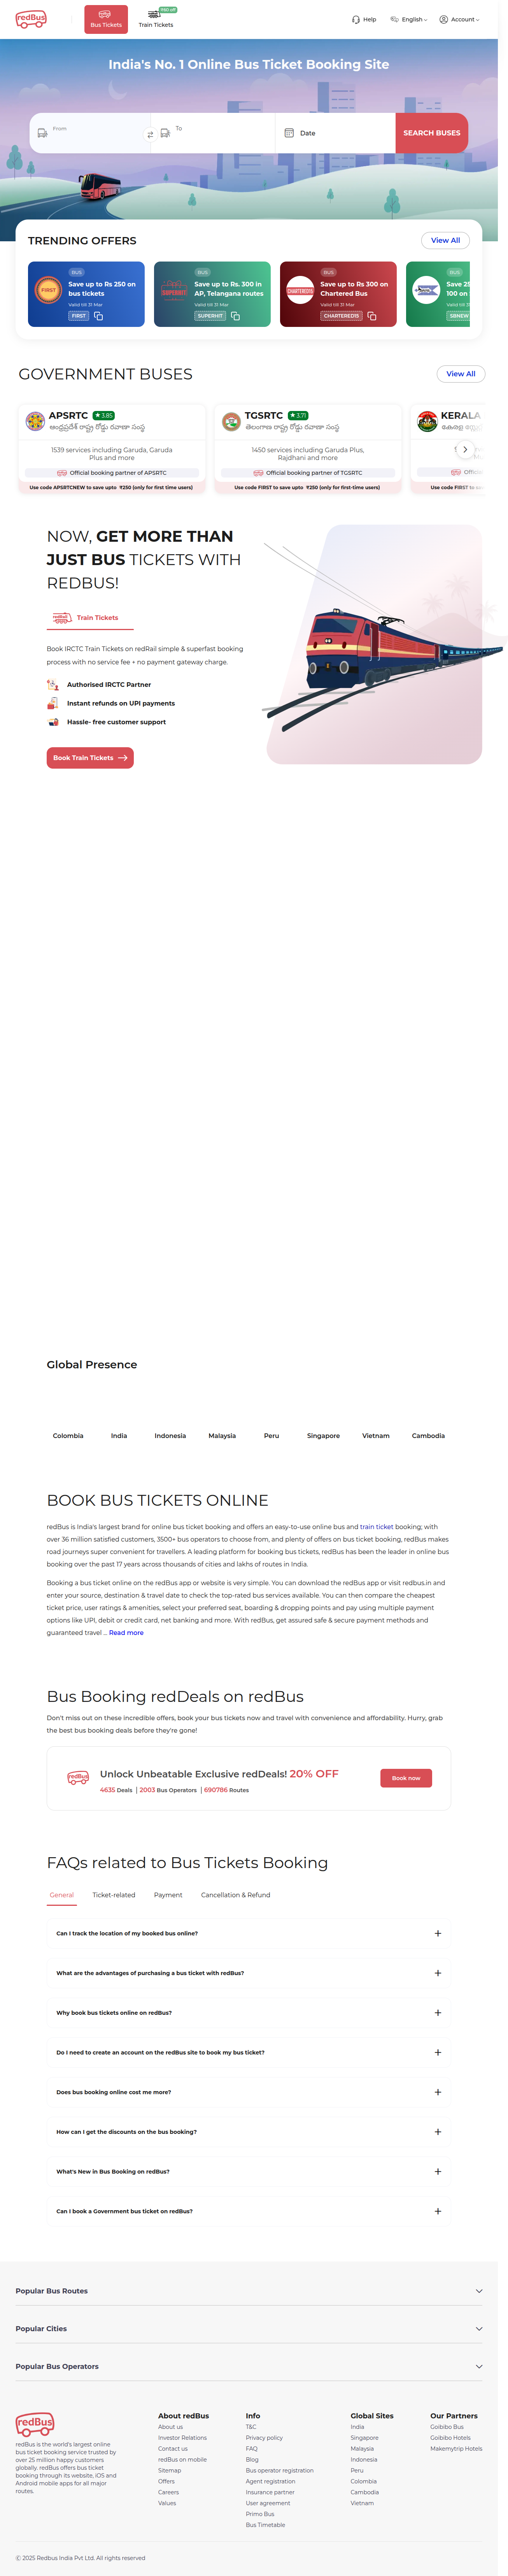 redBus
Bus Tickets
Train Tickets
Help
English
Account
India's No. 1 Online Bus Ticket Booking Site
From
To
Date
SEARCH BUSES
TRENDING OFFERS
View All
BUS
Save up to Rs 250 on
bus tickets
Valid till 31 Mar
FIRST
FIRST
BUS
Save up to Rs. 300 in
AP, Telangana routes
Valid till 31 Mar
SUPERHIT
SUPERHIT
BUS
Save up to Rs 300 on
Chartered Bus
Valid till 31 Mar
CHARTERED15
BUS
100 on
Valid till
SBNEW
GOVERNMENT BUSES
View All
APSRTC
3.85
ఆంధ్రప్రదేశ్ రాష్ట్ర రోడ్డు రవాణా సంస్థ
1539 services including Garuda, Garuda
Plus and more
Official booking partner of APSRTC
Use code APSRTCNEW to save upto ₹250 (only for first time users)
TGSRTC
3.71
తెలంగాణ రాష్ట్ర రోడ్డు రవాణా సంస్థ
1450 services including Garuda Plus,
Rajdhani and more
Official booking partner of TGSRTC
Use code FIRST to save upto ₹250 (only for first-time users)
KERALA
Use code FIRST to
NOW, GET MORE THAN
JUST BUS TICKETS WITH
REDBUS!
Train Tickets
Book IRCTC Train Tickets on redRail simple & superfast booking
process with no service fee + no payment gateway charge.
Authorised IRCTC Partner
Instant refunds on UPI payments
Hassle- free customer support
Book Train Tickets
Global Presence
Colombia
India
Indonesia
Malaysia
Peru
Singapore
Vietnam
Cambodia
BOOK BUS TICKETS ONLINE
redBus is India's largest brand for online bus ticket booking and offers an easy-to-use online bus and train ticket booking; with
over 36 million satisfied customers, 3500+ bus operators to choose from, and plenty of offers on bus ticket booking, redBus makes
road journeys super convenient for travellers. A leading platform for booking bus tickets, redBus has been the leader in online bus
booking over the past 17 years across thousands of cities and lakhs of routes in India.
Booking a bus ticket online on the redBus app or website is very simple. You can download the redBus app or visit redbus.in and
enter your source, destination & travel date to check the top-rated bus services available. You can then compare the cheapest
ticket price, user ratings & amenities, select your preferred seat, boarding & dropping points and pay using multiple payment
options like UPI, debit or credit card, net banking and more. With redBus, get assured safe & secure payment methods and
guaranteed travel ... Read more
Bus Booking redDeals on redBus
Don't miss out on these incredible offers, book your bus tickets now and travel with convenience and affordability. Hurry, grab
the best bus booking deals before they're gone!
redBus
Unlock Unbeatable Exclusive redDeals! 20% OFF
4635 Deals | 2003 Bus Operators | 690786 Routes
Book now
FAQs related to Bus Tickets Booking
General
Ticket-related
Payment
Cancellation & Refund
Can I track the location of my booked bus online?
What are the advantages of purchasing a bus ticket with redBus?
Why book bus tickets online on redBus?
Do I need to create an account on the redBus site to book my bus ticket?
Does bus booking online cost me more?
How can I get the discounts on the bus booking?
What's New in Bus Booking on redBus?
Can I book a Government bus ticket on redBus?
Popular Bus Routes
Popular Cities
Popular Bus Operators
redBus
redBus is the world's largest online
bus ticket booking service trusted by
over 25 million happy customers
globally. redBus offers bus ticket
booking through its website, iOS and
Android mobile apps for all major
routes.
About redBus
About us
Investor Relations
Contact us
redBus on mobile
Sitemap
Offers
Careers
Values
Info
T&C
Privacy policy
FAQ
Blog
Bus operator registration
Agent registration
Insurance partner
User agreement
Primo Bus
Bus Timetable
Global Sites
India
Singapore
Malaysia
Indonesia
Peru
Colombia
Cambodia
Vietnam
Our Partners
Goibibo Bus
Goibibo Hotels
Makemytrip Hotels
Ⓒ 2025 Redbus India Pvt Ltd. All rights reserved